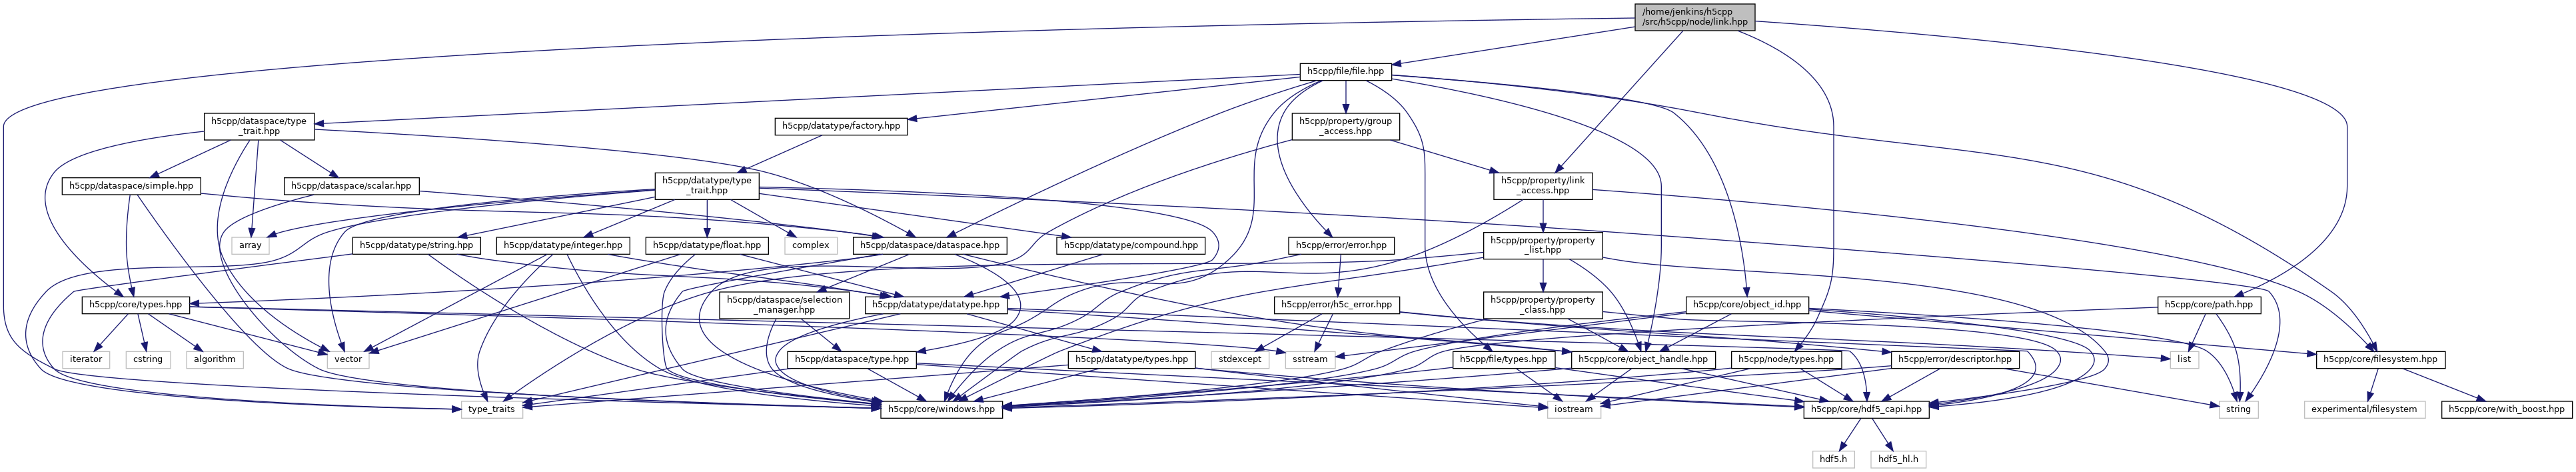 /home/jenkins/h5cpp
/src/h5cpp/node/link.hpp
h5cpp/file/file.hpp
h5cpp/dataspace/type
_trait.hpp
h5cpp/datatype/factory.hpp
h5cpp/property/group
_access.hpp
h5cpp/dataspace/simple.hpp
h5cpp/dataspace/scalar.hpp
h5cpp/datatype/type
_trait.hpp
h5cpp/property/link
_access.hpp
array
h5cpp/datatype/string.hpp
h5cpp/datatype/integer.hpp
h5cpp/datatype/float.hpp
complex
h5cpp/dataspace/dataspace.hpp
h5cpp/datatype/compound.hpp
h5cpp/error/error.hpp
h5cpp/property/property
_list.hpp
h5cpp/core/types.hpp
h5cpp/dataspace/selection
_manager.hpp
h5cpp/datatype/datatype.hpp
h5cpp/error/h5c_error.hpp
h5cpp/property/property
_class.hpp
h5cpp/core/object_id.hpp
h5cpp/core/path.hpp
iterator
cstring
algorithm
vector
h5cpp/dataspace/type.hpp
h5cpp/datatype/types.hpp
stdexcept
sstream
h5cpp/file/types.hpp
h5cpp/core/object_handle.hpp
h5cpp/node/types.hpp
h5cpp/error/descriptor.hpp
list
h5cpp/core/filesystem.hpp
type_traits
h5cpp/core/windows.hpp
iostream
h5cpp/core/hdf5_capi.hpp
string
experimental/filesystem
h5cpp/core/with_boost.hpp
hdf5.h
hdf5_hl.h